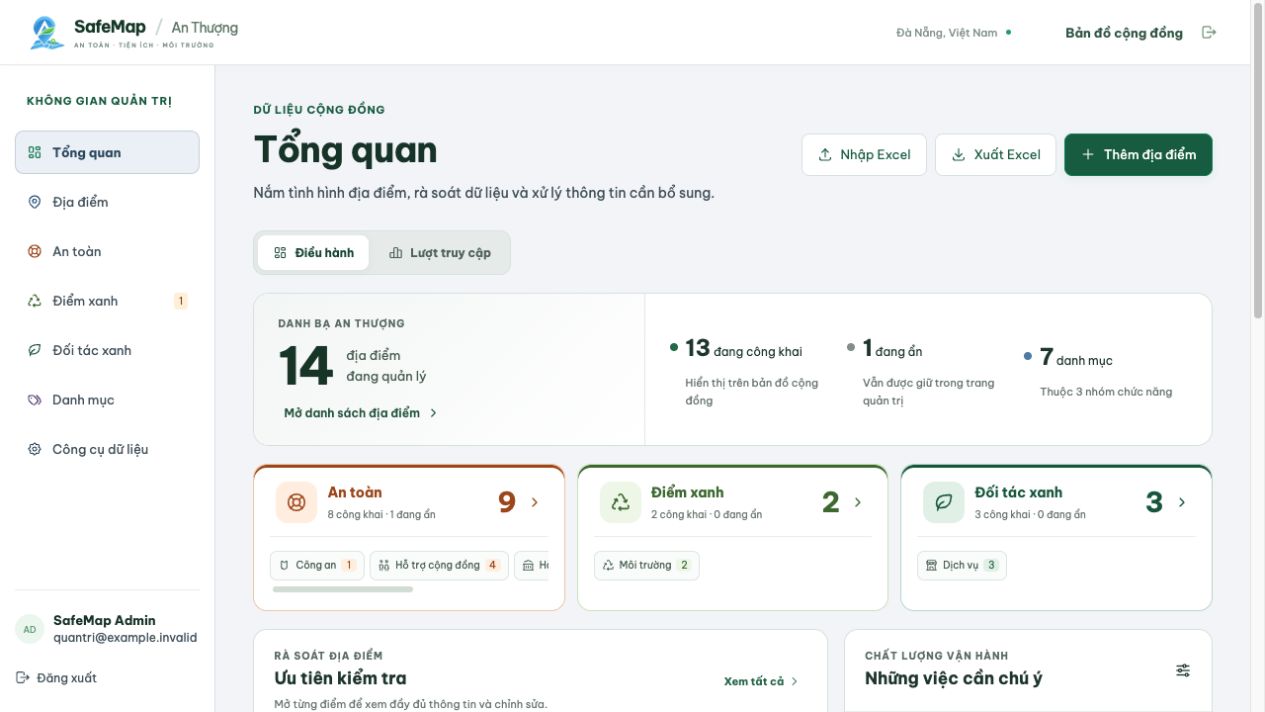 SafeMap / An Thượng
AN TOÀN · TIỆN ÍCH · MÔI TRƯỜNG
Đà Nẵng, Việt Nam
Bản đồ cộng đồng
KHÔNG GIAN QUẢN TRỊ
Tổng quan
Địa điểm
An toàn
Điểm xanh 1
Đối tác xanh
Danh mục
Công cụ dữ liệu
AD
SafeMap Admin
quantri@example.invalid
Đăng xuất
DỮ LIỆU CỘNG ĐỒNG
Tổng quan
Nắm tình hình địa điểm, rà soát dữ liệu và xử lý thông tin cần bổ sung.
Nhập Excel
Xuất Excel
Thêm địa điểm
Điều hành
Lượt truy cập
DANH BẠ AN THƯỢNG
14 địa điểm
đang quản lý
Mở danh sách địa điểm
13 đang công khai
Hiển thị trên bản đồ cộng
đồng
1 đang ẩn
Vẫn được giữ trong trang
quản trị
7 danh mục
Thuộc 3 nhóm chức năng
An toàn
8 công khai · 1 đang ẩn
9
Công an 1
Hỗ trợ cộng đồng 4
Điểm xanh
2 công khai · 0 đang ẩn
2
Môi trường 2
Đối tác xanh
3 công khai · 0 đang ẩn
3
Dịch vụ 3
RÀ SOÁT ĐỊA ĐIỂM
Ưu tiên kiểm tra
Mở từng điểm để xem đầy đủ thông tin và chỉnh sửa.
Xem tất cả
CHẤT LƯỢNG VẬN HÀNH
Những việc cần chú ý